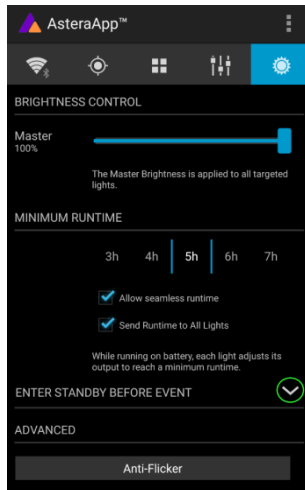 AsteraApp™
BRIGHTNESS CONTROL
Master
100%
The Master Brightness is applied to all targeted
lights.
MINIMUM RUNTIME
3h 4h 5h 6h 7h
Allow seamless runtime
Send Runtime to All Lights
While running on battery, each light adjusts its
output to reach a minimum runtime.
ENTER STANDBY BEFORE EVENT
ADVANCED
Anti-Flicker